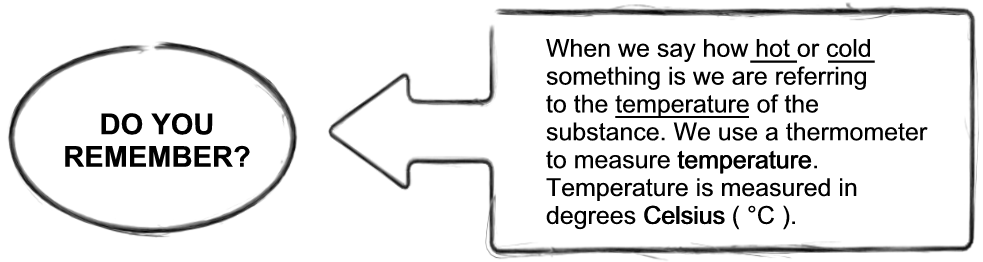 DO YOU
REMEMBER?
When we say how hot or cold
something is we are referring
to the temperature of the
substance. We use a thermometer
to measure temperature.
Temperature is measured in
degrees Celsius ( °C ).